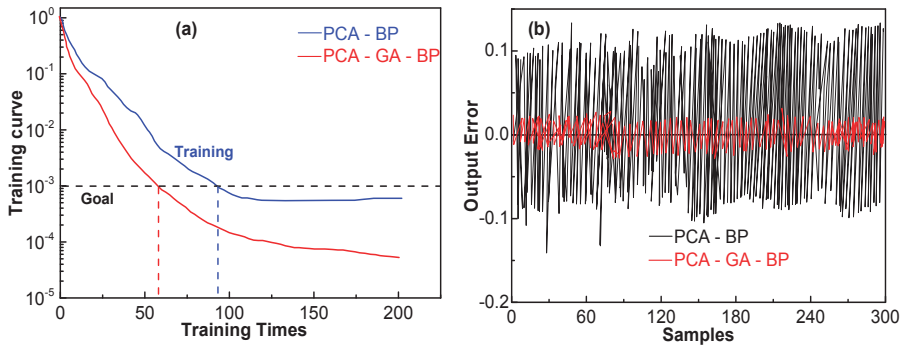 (a)
PCA - BP
PCA - GA - BP
Training curve
10^0
10^-1
10^-2
10^-3
10^-4
10^-5
Training
Goal
0
50
100
150
200
Training Times
(b)
Output Error
0.1
0.0
-0.1
-0.2
PCA - BP
PCA - GA - BP
0
60
120
180
240
300
Samples